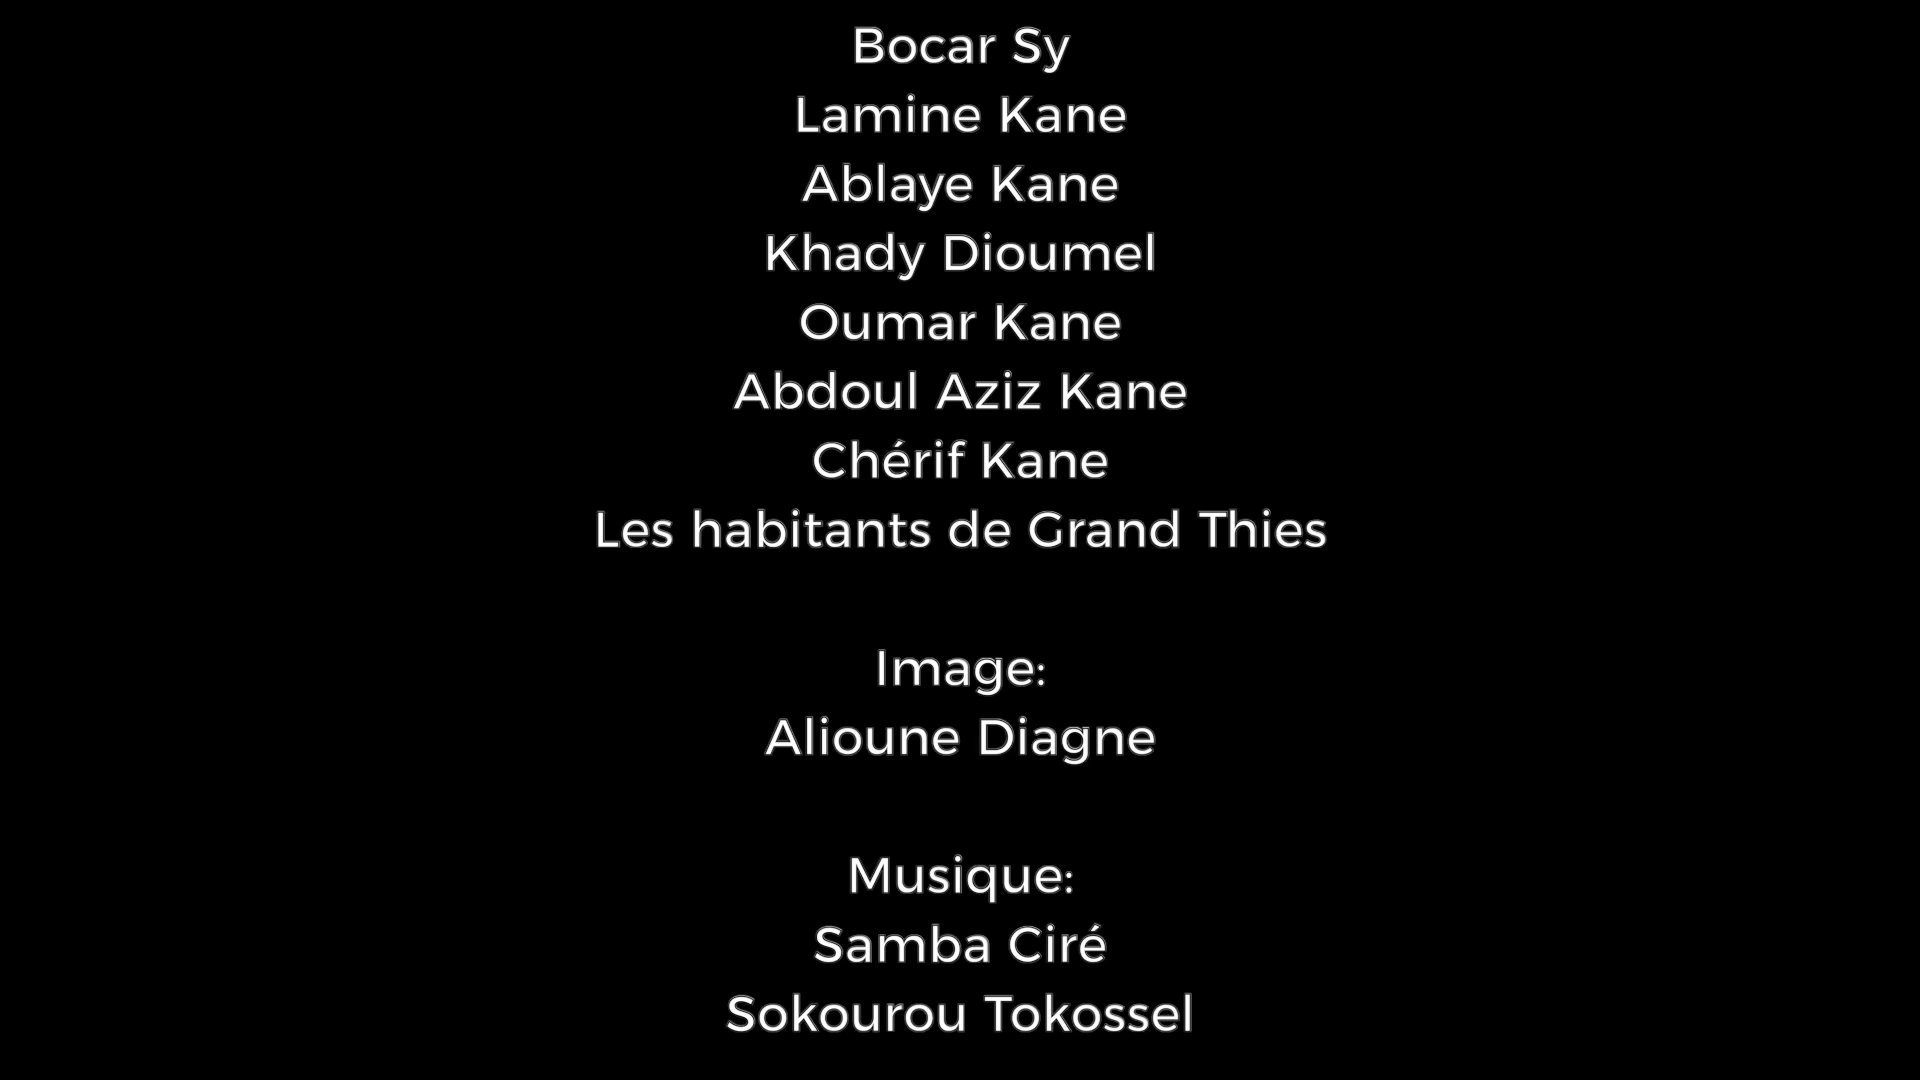 Bocar Sy
Lamine Kane
Ablaye Kane
Khady Dioumel
Oumar Kane
Abdoul Aziz Kane
Chérif Kane
Les habitants de Grand Thies
Image:
Alioune Diagne
Musique:
Samba Ciré
Sokourou Tokossel